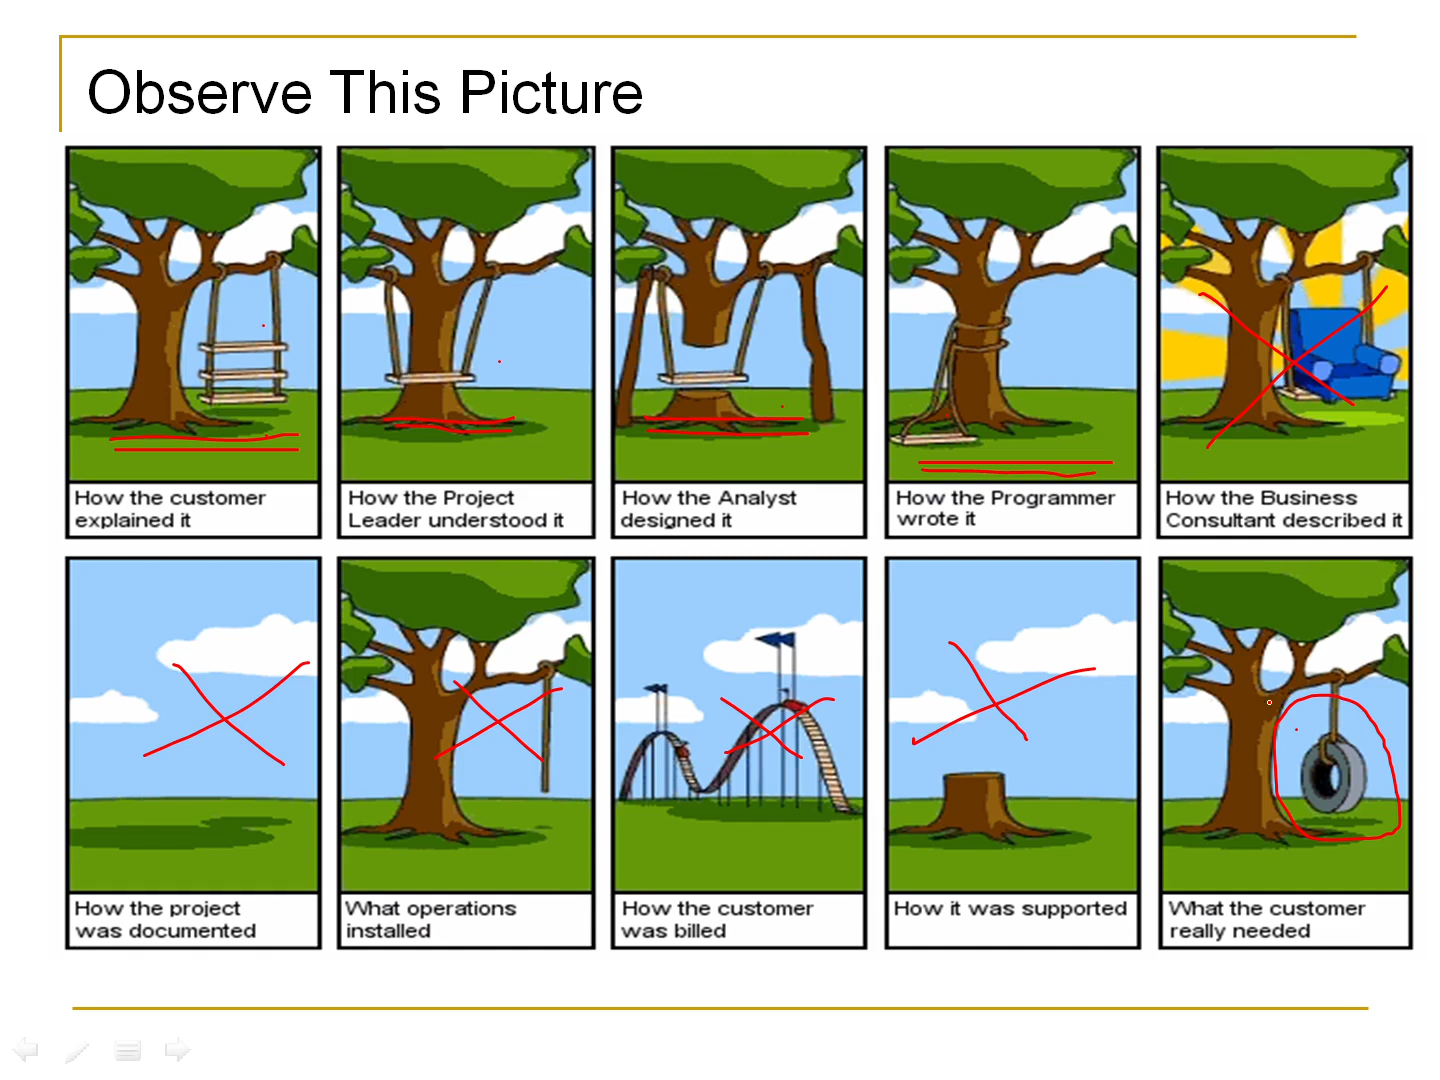 Observe This Picture
How the customer
explained it
How the Project
Leader understood it
How the Analyst
designed it
How the Programmer
wrote it
How the Business
Consultant described it
How the project
was documented
What operations
installed
How the customer
was billed
How it was supported
What the customer
really needed